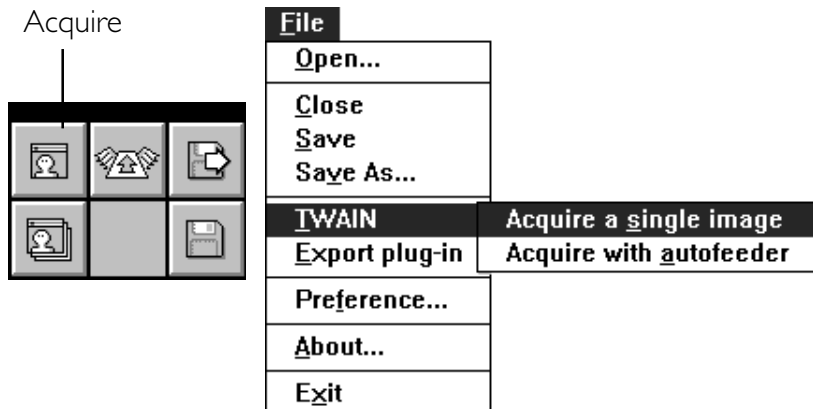 Acquire
File
Open...
Close
Save
Save As...
TWAIN
Acquire a single image
Export plug-in
Acquire with autofeeder
Preference...
About...
Exit